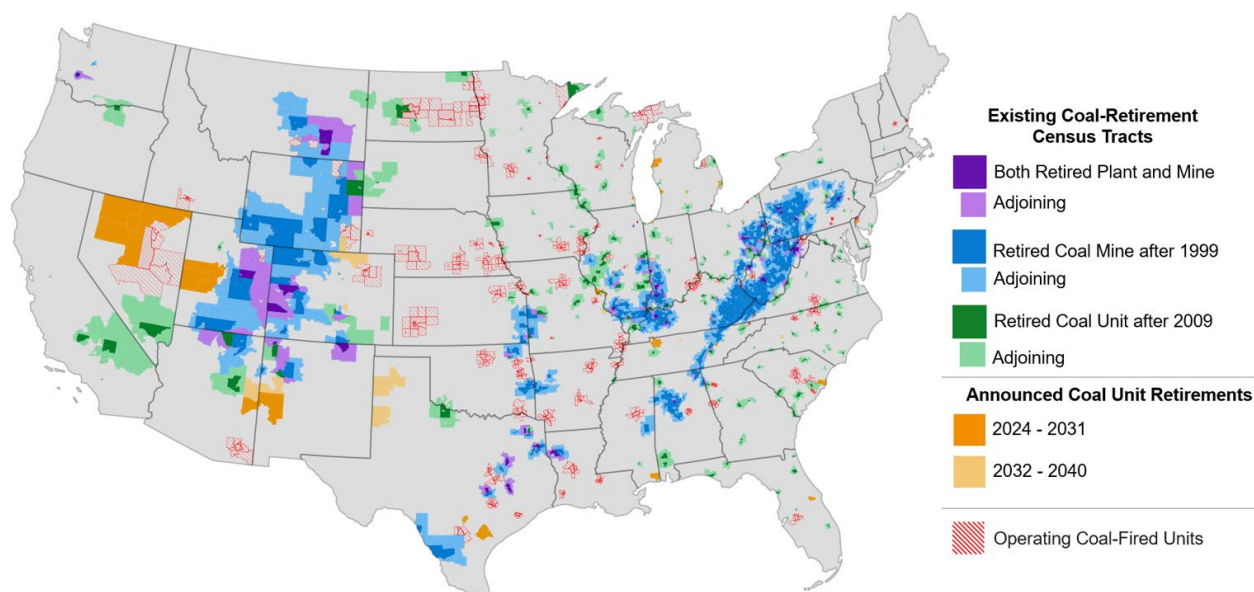 Existing Coal-Retirement
Census Tracts
Both Retired Plant and Mine
Adjoining
Retired Coal Mine after 1999
Adjoining
Retired Coal Unit after 2009
Adjoining
Announced Coal Unit Retirements
2024 - 2031
2032 - 2040
Operating Coal-Fired Units